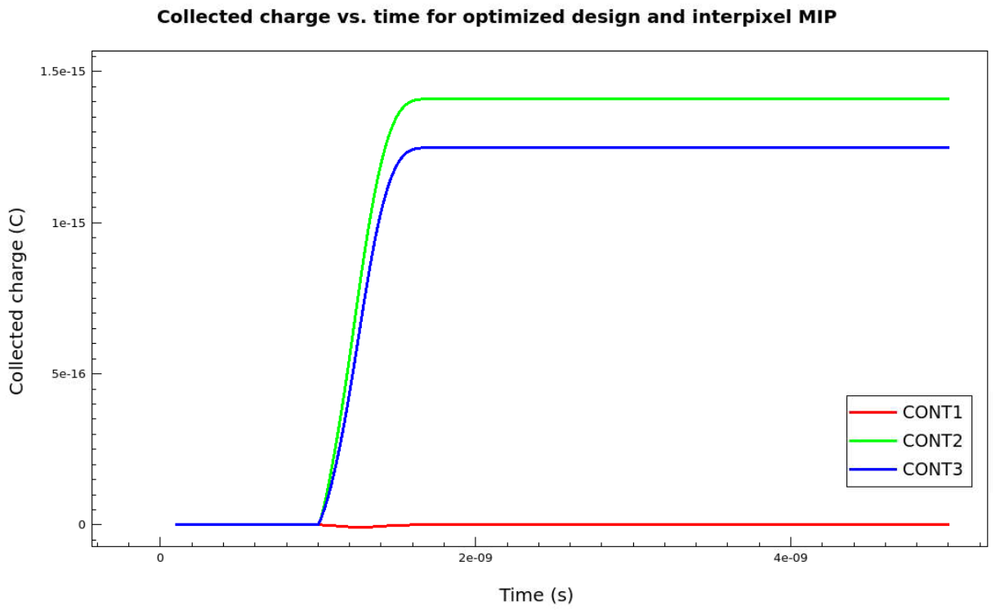 Collected charge vs. time for optimized design and interpixel MIP
1.5e-15
1e-15
5e-16
0
Collected charge (C)
CONT1
CONT2
CONT3
0
2e-09
4e-09
Time (s)